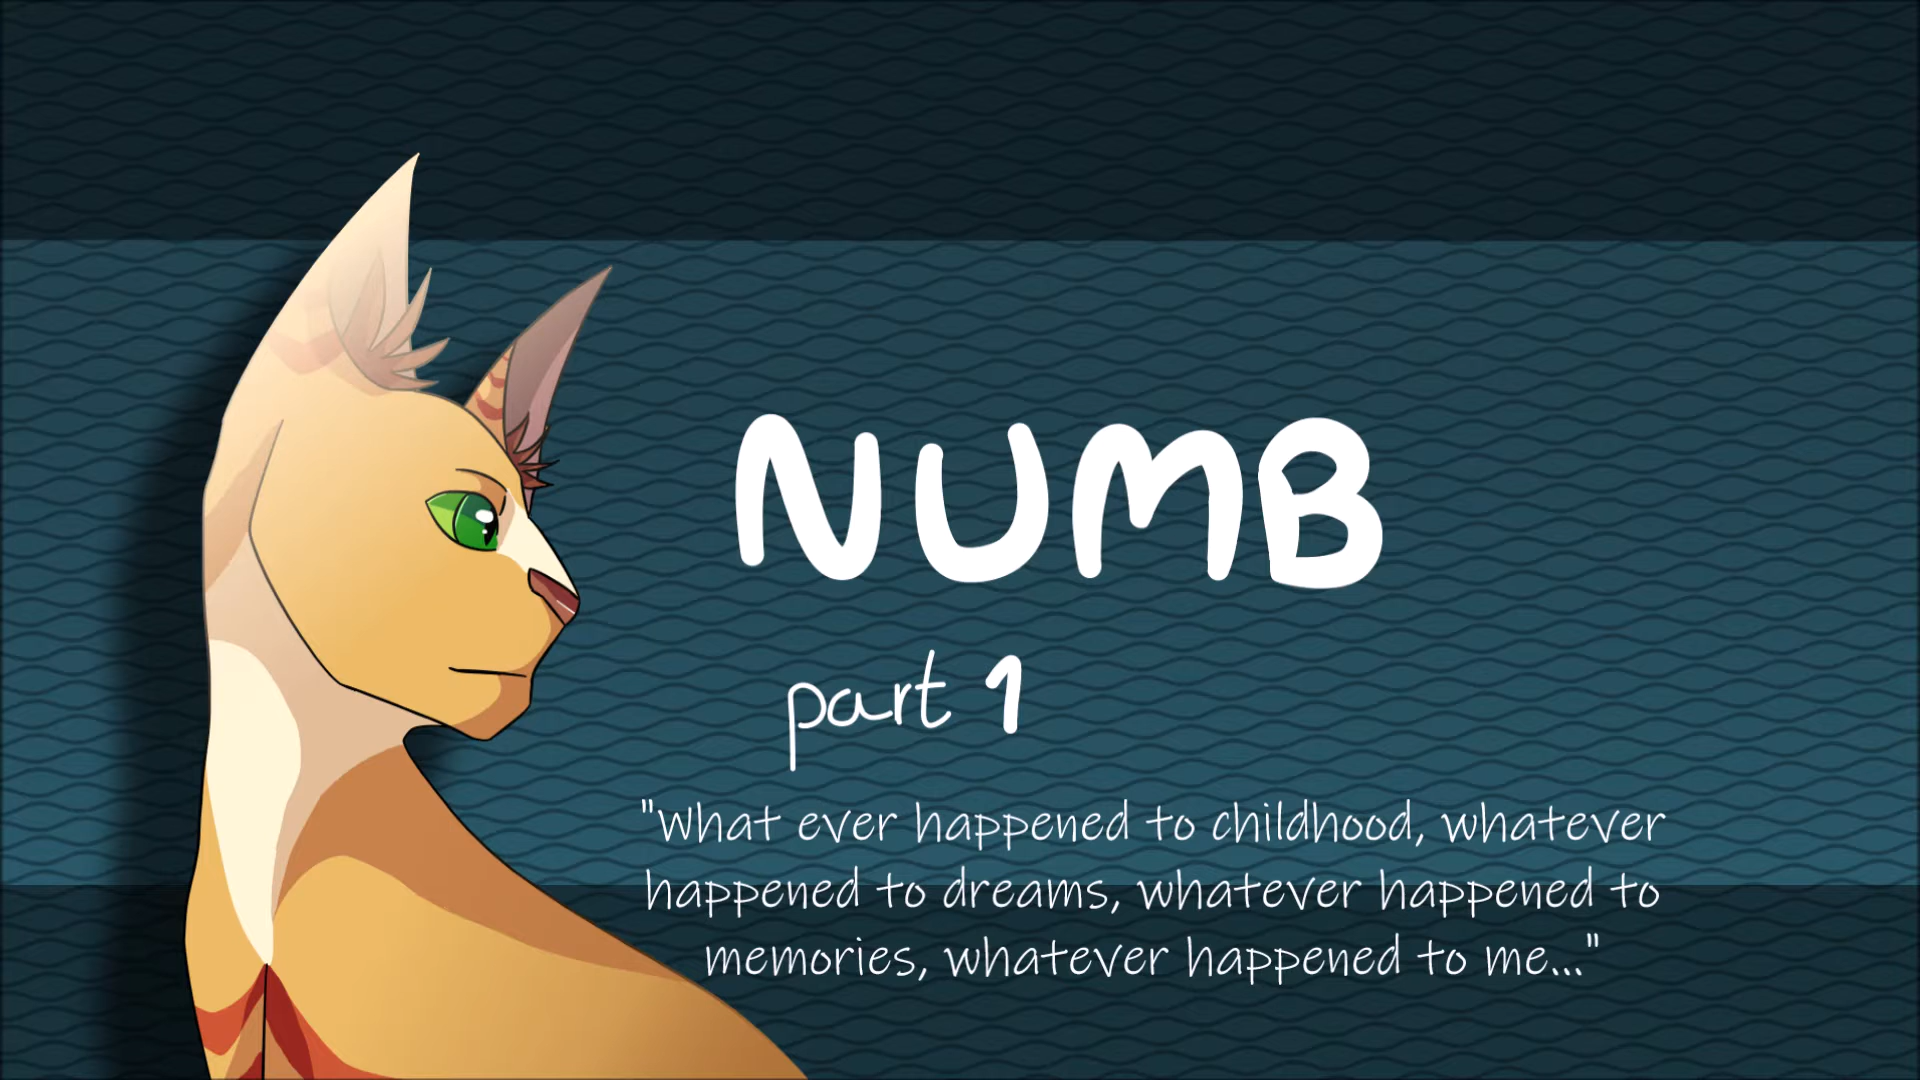 NUMB
part 1
"What ever happened to childhood, whatever
happened to dreams, whatever happened to
memories, whatever happened to me..."